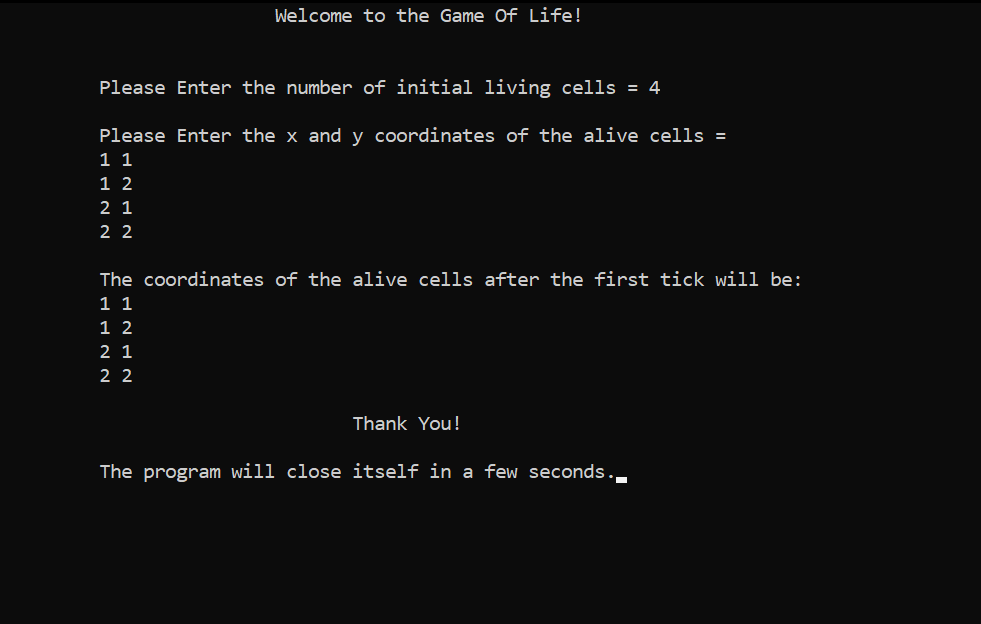 Welcome to the Game Of Life!
Please Enter the number of initial living cells = 4
Please Enter the x and y coordinates of the alive cells =
1 1
1 2
2 1
2 2
The coordinates of the alive cells after the first tick will be:
1 1
1 2
2 1
2 2
Thank You!
The program will close itself in a few seconds.